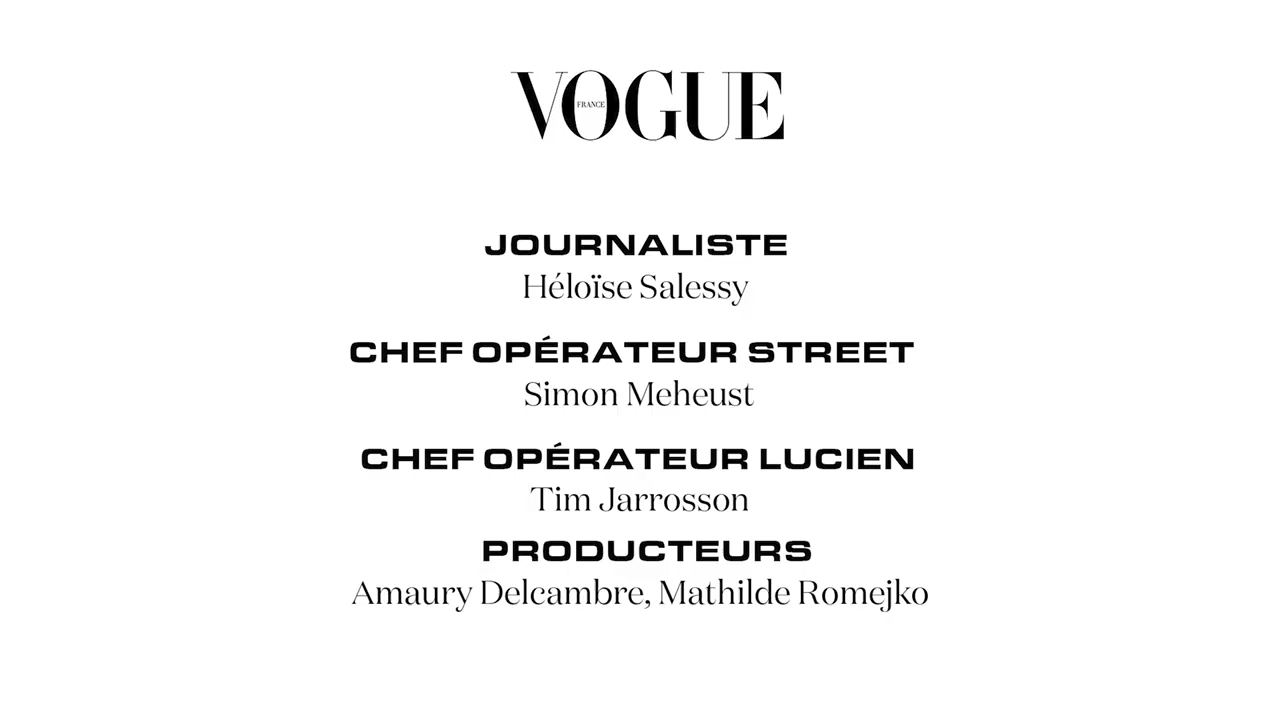 VOGUE
FRANCE
JOURNALISTE
Héloïse Salessy
CHEF OPÉRATEUR STREET
Simon Meheust
CHEF OPÉRATEUR LUCIEN
Tim Jarrosson
PRODUCTEURS
Amaury Delcambre, Mathilde Romejko